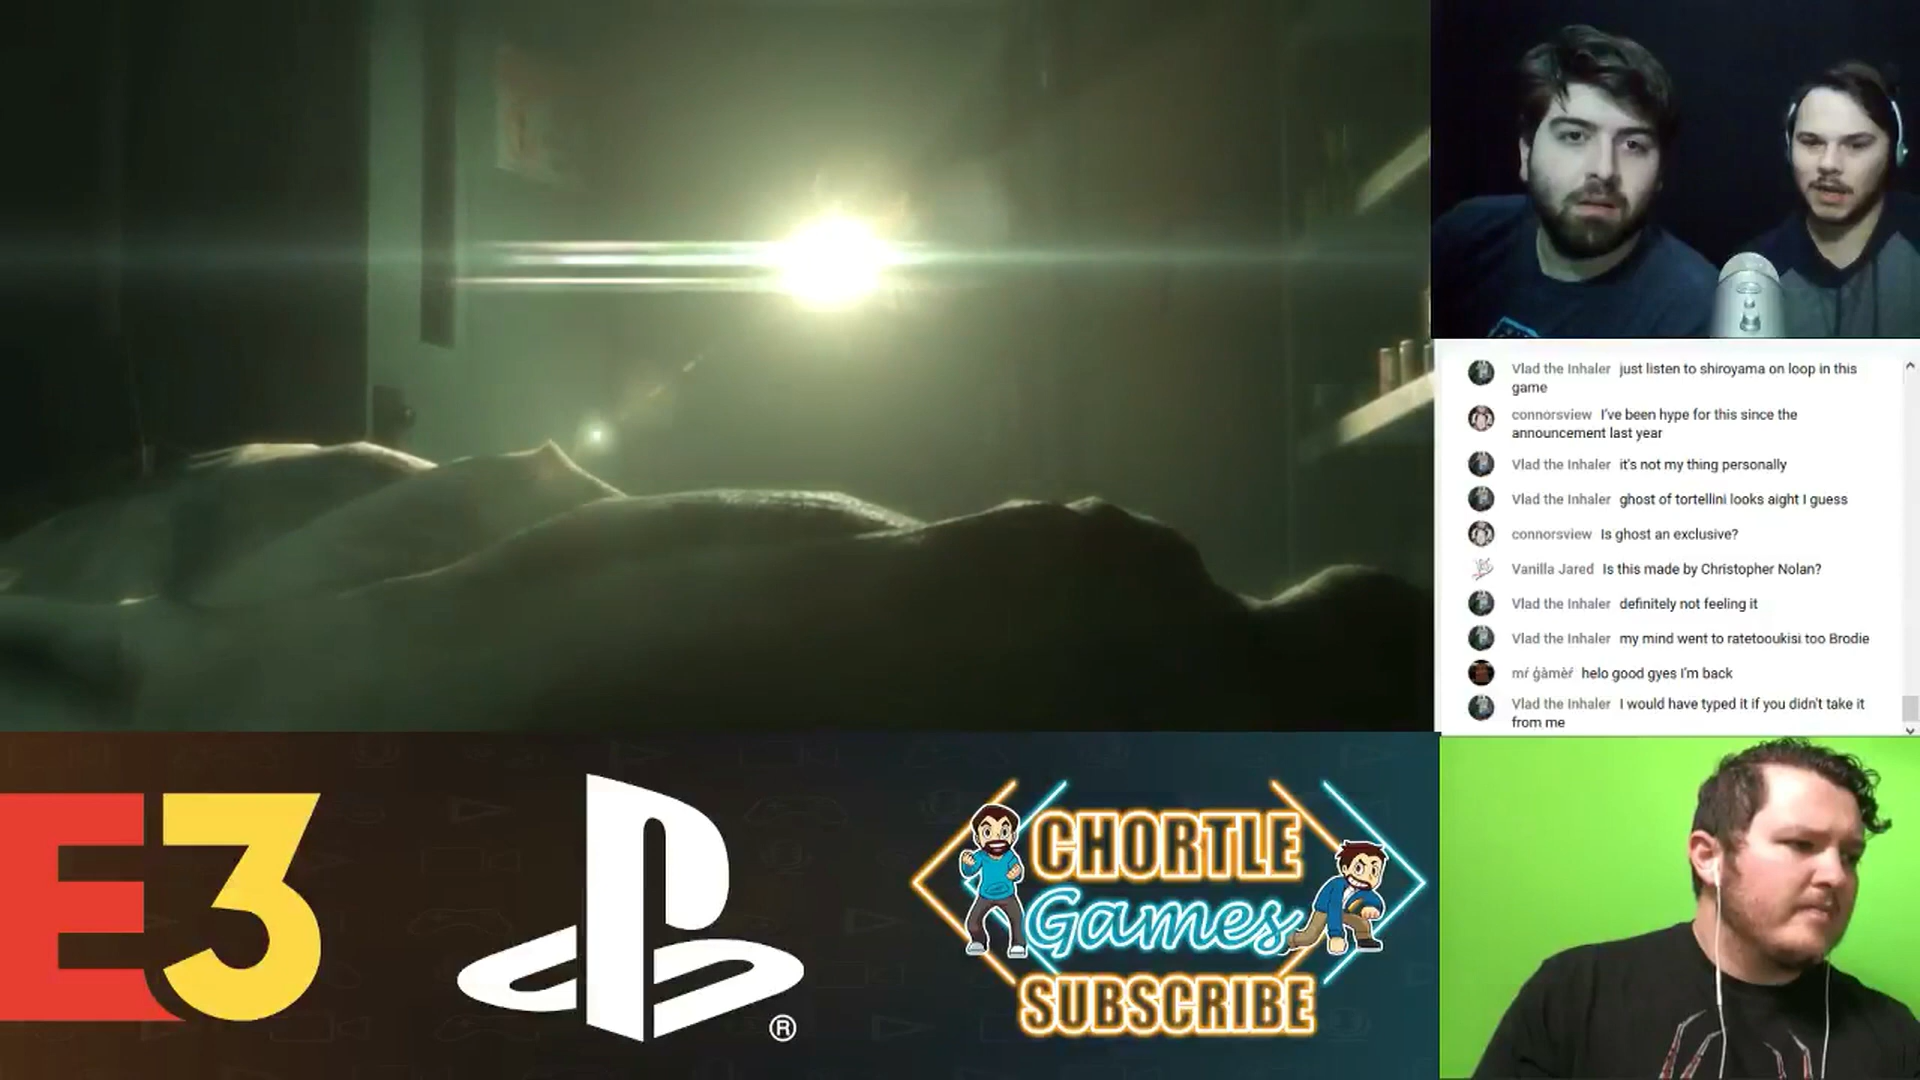 Vlad the Inhaler just listen to shiroyama on loop in this
game
connorsview I've been hype for this since the
announcement last year
Vlad the Inhaler it's not my thing personally
Vlad the Inhaler ghost of tortellini looks aight I guess
connorsview Is ghost an exclusive?
Vanilla Jared Is this made by Christopher Nolan?
Vlad the Inhaler definitely not feeling it
Vlad the Inhaler my mind went to ratetooukisi too Brodie
mŕ ģàmèŕ helo good gyes I'm back
Vlad the Inhaler I would have typed it if you didn't take it
from me
E3
®
CHORTLE
Games
SUBSCRIBE